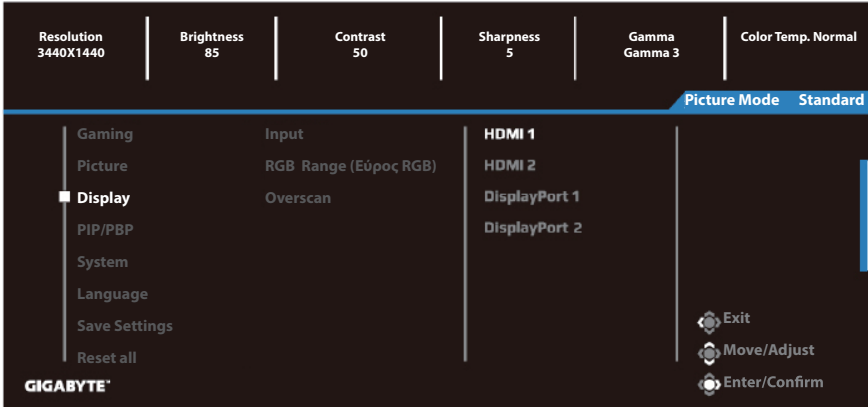 Resolution
3440X1440
Brightness
85
Contrast
50
Sharpness
5
Gamma
Gamma 3
Color Temp. Normal
Picture Mode Standard
Gaming
Picture
Display
PIP/PBP
System
Language
Save Settings
Reset all
Input
RGB Range (Εύρος RGB)
Overscan
HDMI 1
HDMI 2
DisplayPort 1
DisplayPort 2
Exit
Move/Adjust
Enter/Confirm
GIGABYTE™